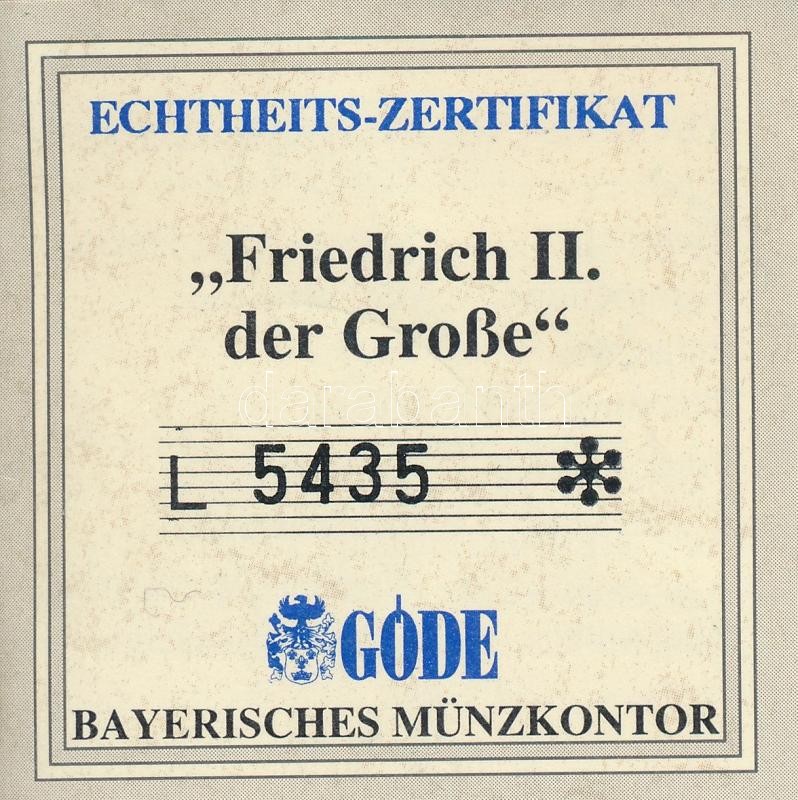 ECHTHEITS-ZERTIFIKAT
„Friedrich II.
der Große“
darabanth
L 5435
GÖDE
BAYERISCHES MÜNZKONTOR